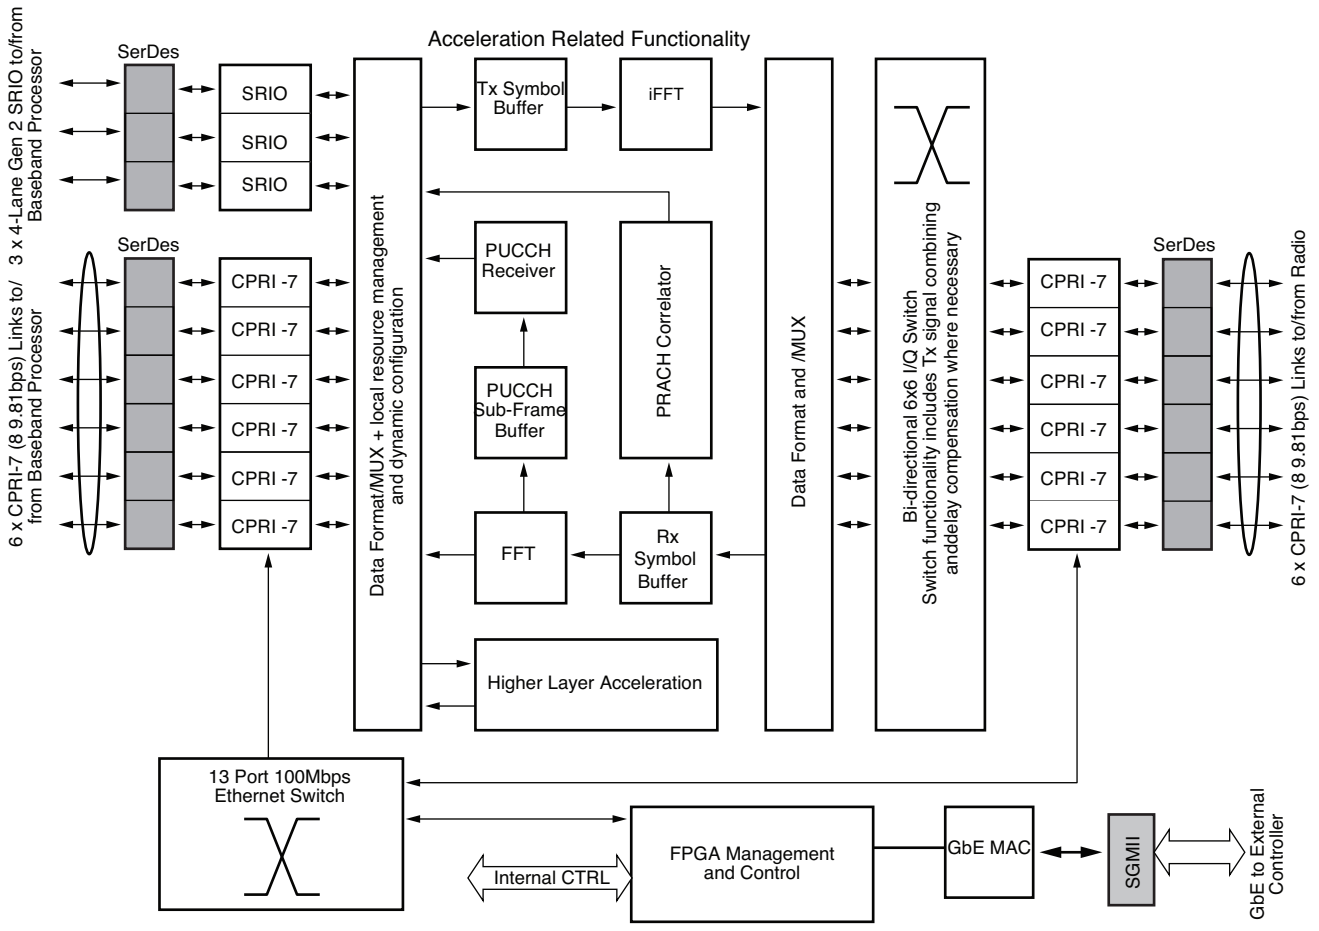 Acceleration Related Functionality
3 x 4-Lane Gen 2 SRIO to/from
Baseband Processor
SerDes
SRIO
SRIO
SRIO
6 x CPRI-7 (8 9.81bps) Links to/
from Baseband Processor
SerDes
CPRI -7
CPRI -7
CPRI -7
CPRI -7
CPRI -7
CPRI -7
Data Format/MUX + local resource management
and dynamic configuration
Tx Symbol
Buffer
iFFT
PUCCH
Receiver
PUCCH
Sub-Frame
Buffer
PRACH Correlator
FFT
Rx
Symbol
Buffer
Higher Layer Acceleration
Data Format and /MUX
Bi-directional 6x6 I/Q Switch
Switch functionality includes Tx signal combining
anddelay compensation where necessary
CPRI -7
CPRI -7
CPRI -7
CPRI -7
CPRI -7
CPRI -7
SerDes
6 x CPRI-7 (8 9.81bps) Links to/from Radio
13 Port 100Mbps
Ethernet Switch
Internal CTRL
FPGA Management
and Control
GbE MAC
SGMII
GbE to External
Controller